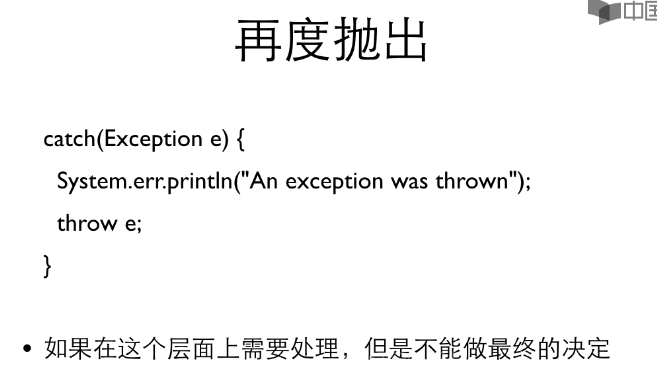 中国
再度抛出
catch(Exception e) {
System.err.println("An exception was thrown");
throw e;
}
• 如果在这个层面上需要处理，但是不能做最终的决定